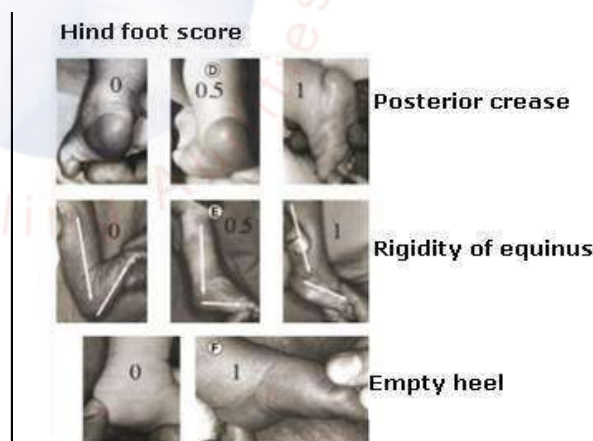 Hind foot score
0 D 0.5 1 Posterior crease
0 E 0.5 1 Rigidity of equinus
0 F 1 Empty heel